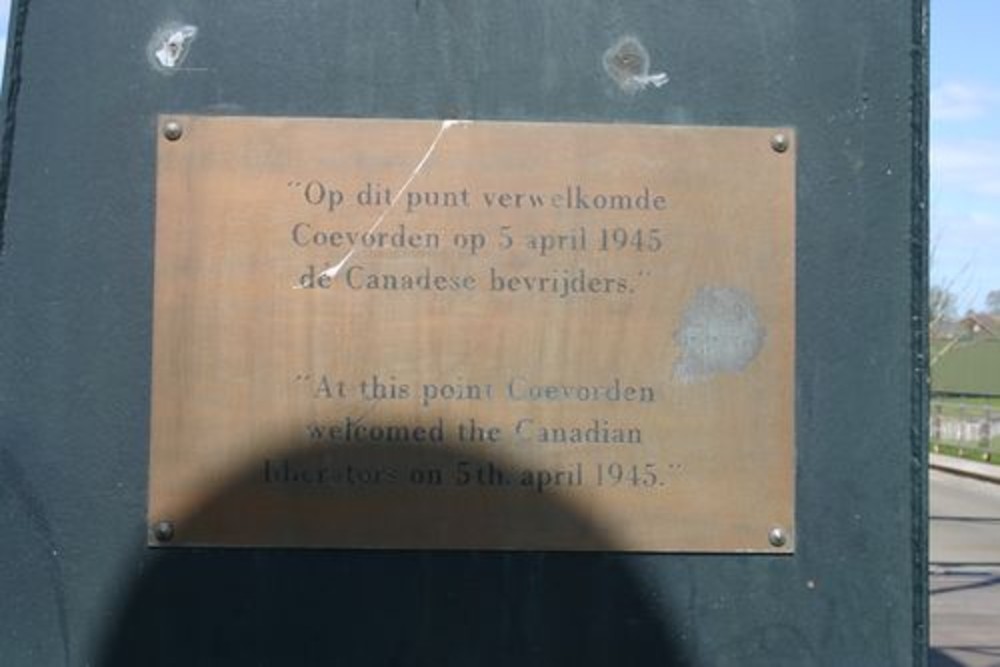 "Op dit punt verwelkomde
Coevorden op 5 april 1945
de Canadese bevrijders."
"At this point Coevorden
welcomed the Canadian
liberators on 5th. april 1945."